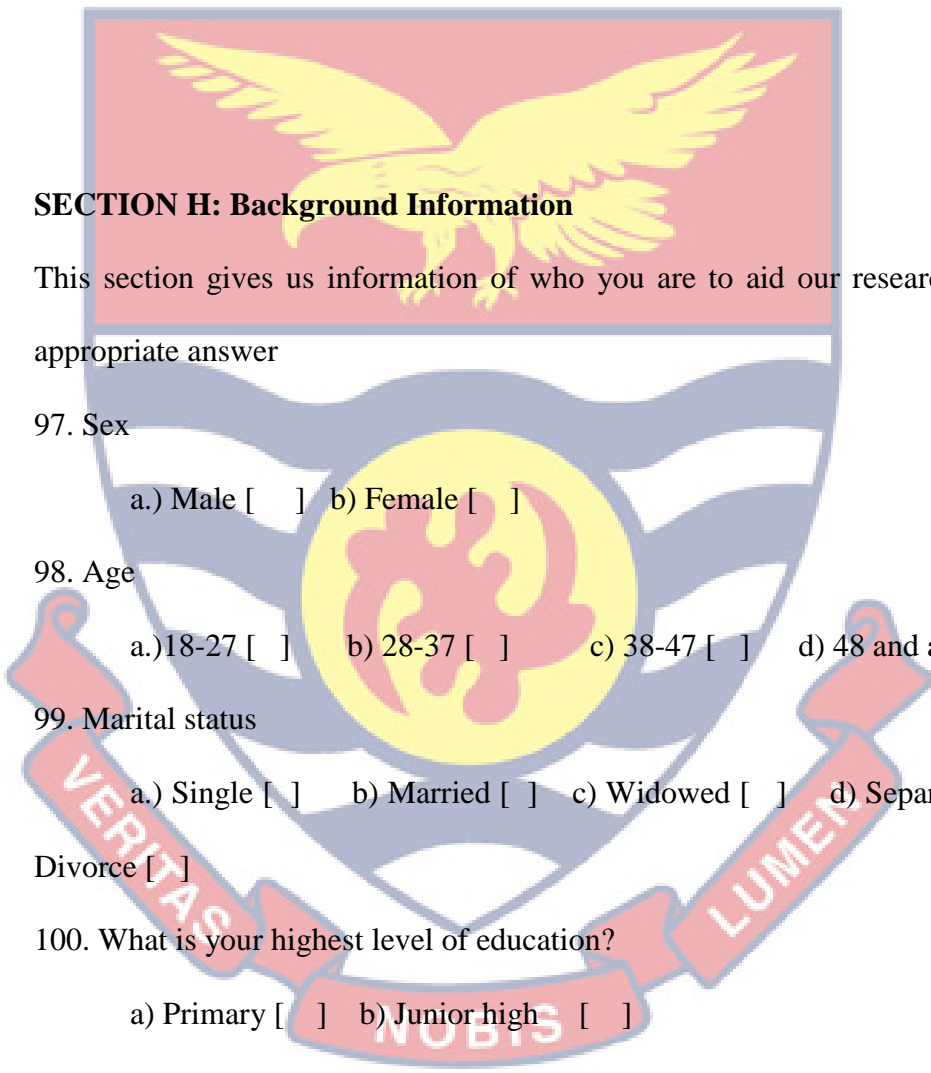 SECTION H: Background Information
This section gives us information of who you are to aid our
appropriate answer
97. Sex
a.) Male [ ] b) Female [ ]
98. Age
a.)18-27 [ ] b) 28-37 [ ] c) 38-47 [ ] d) 48 and
99. Marital status
a.) Single [ ] b) Married [ ] c) Widowed [ ] d)
Divorce [ ]
100. What is your highest level of education?
a) Primary [ ] b) Junior high [ ]
VERITAS
NOBIS
LUMEN